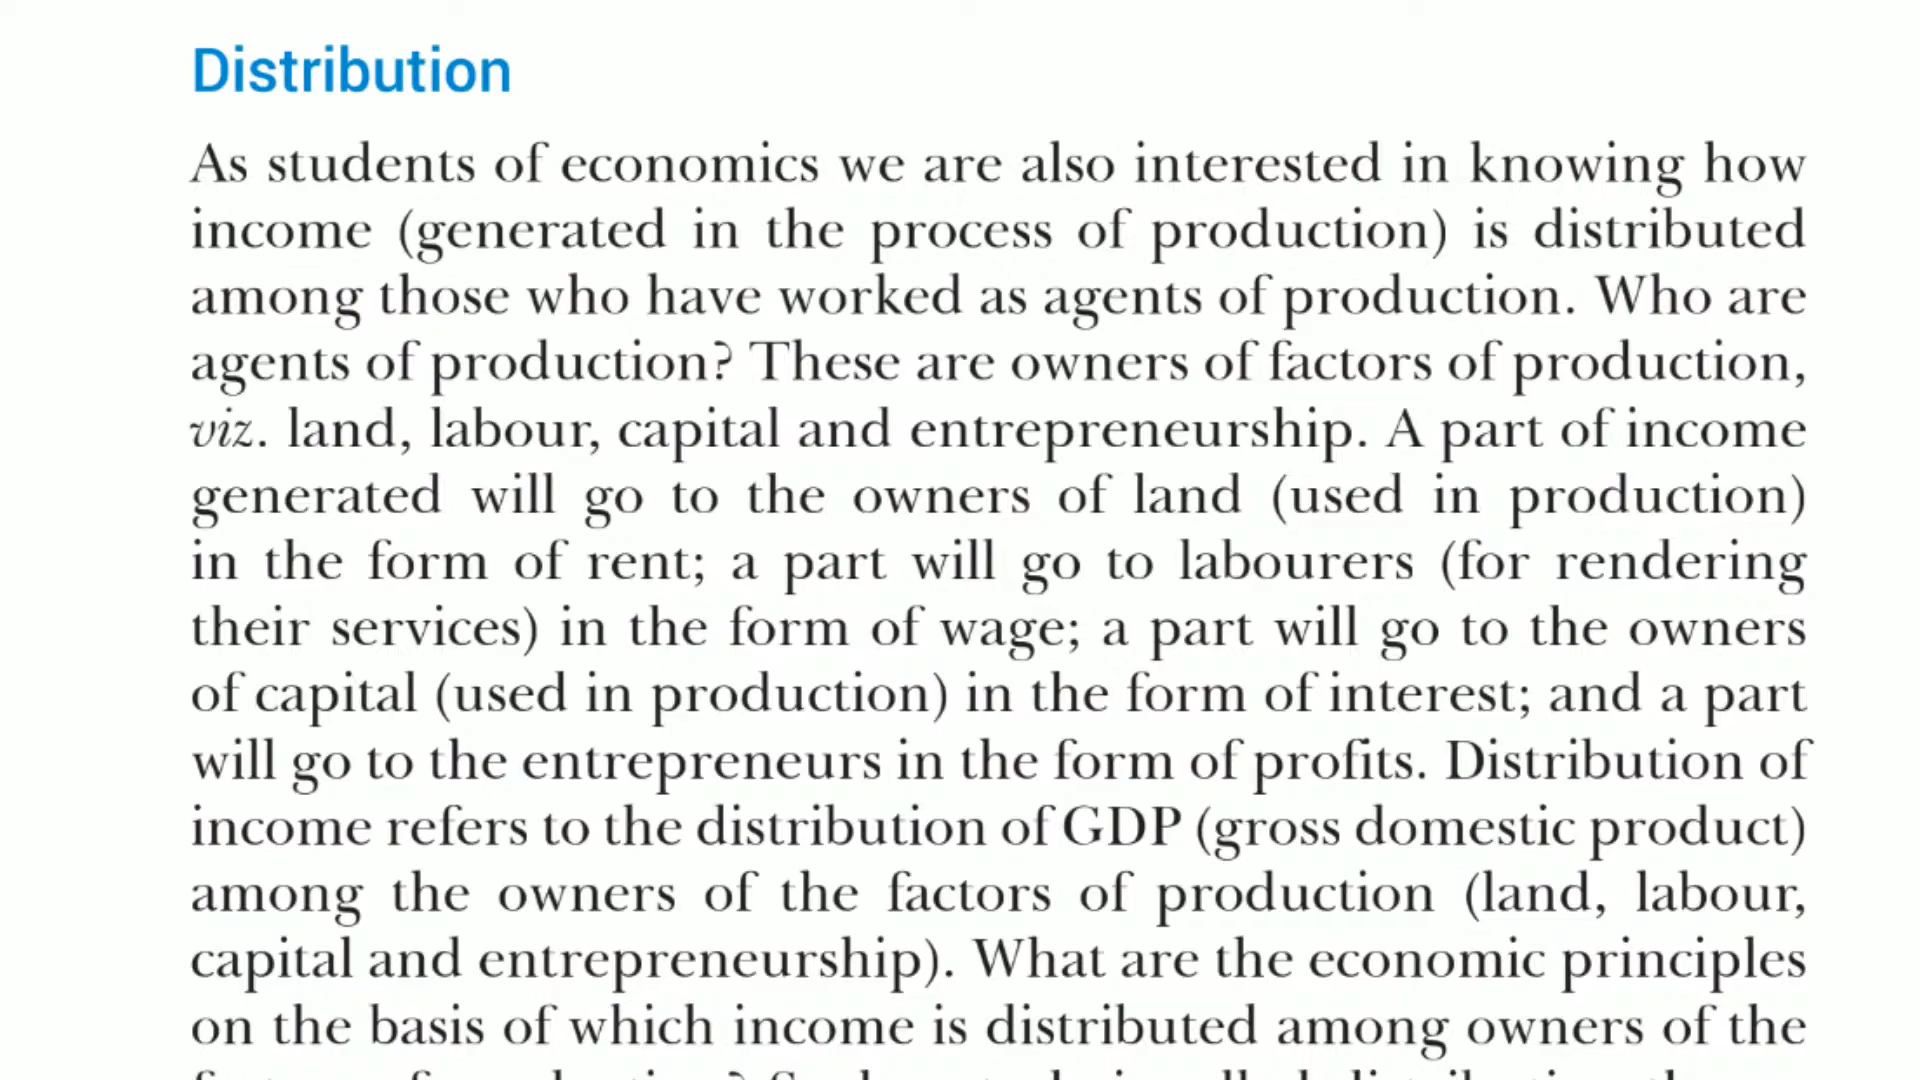 Distribution
As students of economics we are also interested in knowing how
income (generated in the process of production) is distributed
among those who have worked as agents of production. Who are
agents of production? These are owners of factors of production,
viz. land, labour, capital and entrepreneurship. A part of income
generated will go to the owners of land (used in production)
in the form of rent; a part will go to labourers (for rendering
their services) in the form of wage; a part will go to the owners
of capital (used in production) in the form of interest; and a part
will go to the entrepreneurs in the form of profits. Distribution of
income refers to the distribution of GDP (gross domestic product)
among the owners of the factors of production (land, labour,
capital and entrepreneurship). What are the economic principles
on the basis of which income is distributed among owners of the